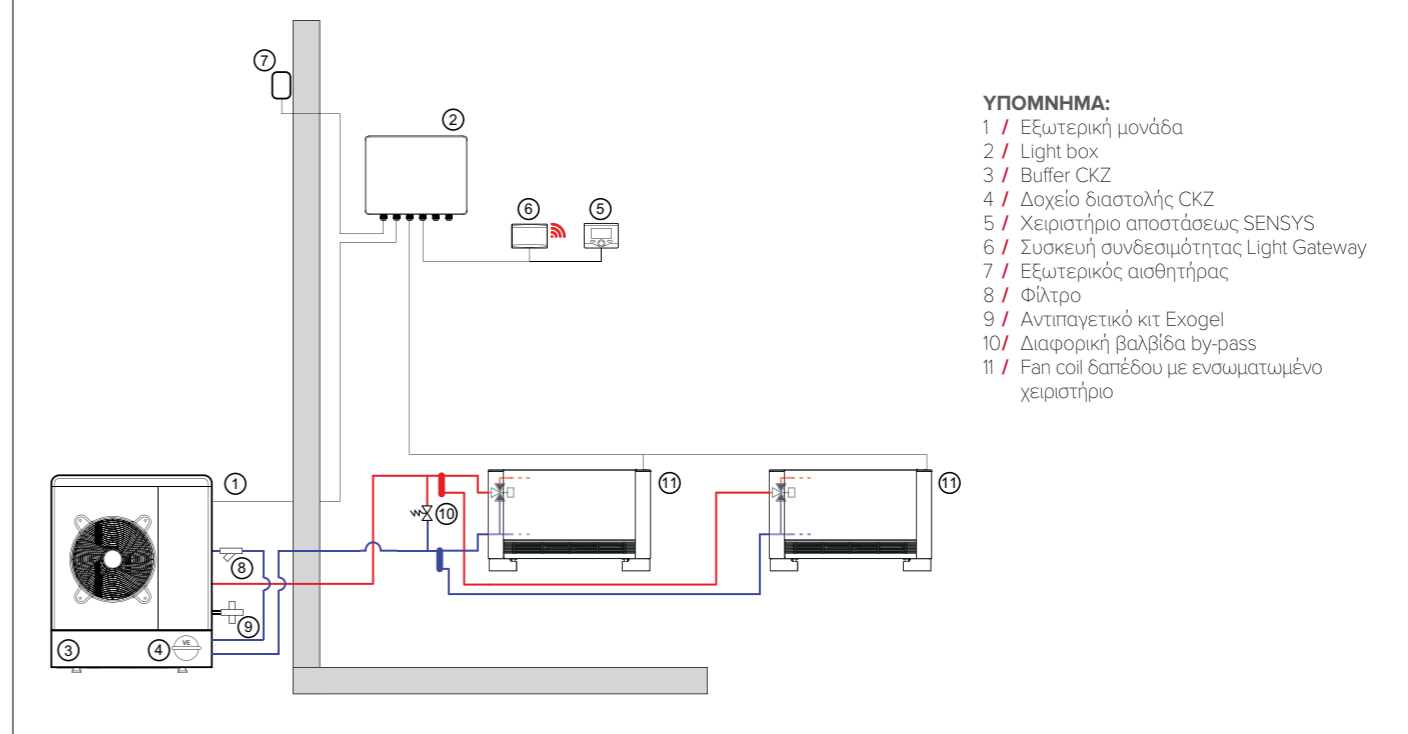 7
2
6
5
ΥΠΟΜΝΗΜΑ:
1 / Εξωτερική μονάδα
2 / Light box
3 / Buffer CKZ
4 / Δοχείο διαστολής CKZ
5 / Χειριστήριο αποστάσεως SENSYS
6 / Συσκευή συνδεσιμότητας Light Gateway
7 / Εξωτερικός αισθητήρας
8 / Φίλτρο
9 / Αντιπαγετικό κιτ Exogel
10/ Διαφορική βαλβίδα by-pass
11 / Fan coil δαπέδου με ενσωματωμένο
χειριστήριο
1
11
11
10
8
9
3
4
VE